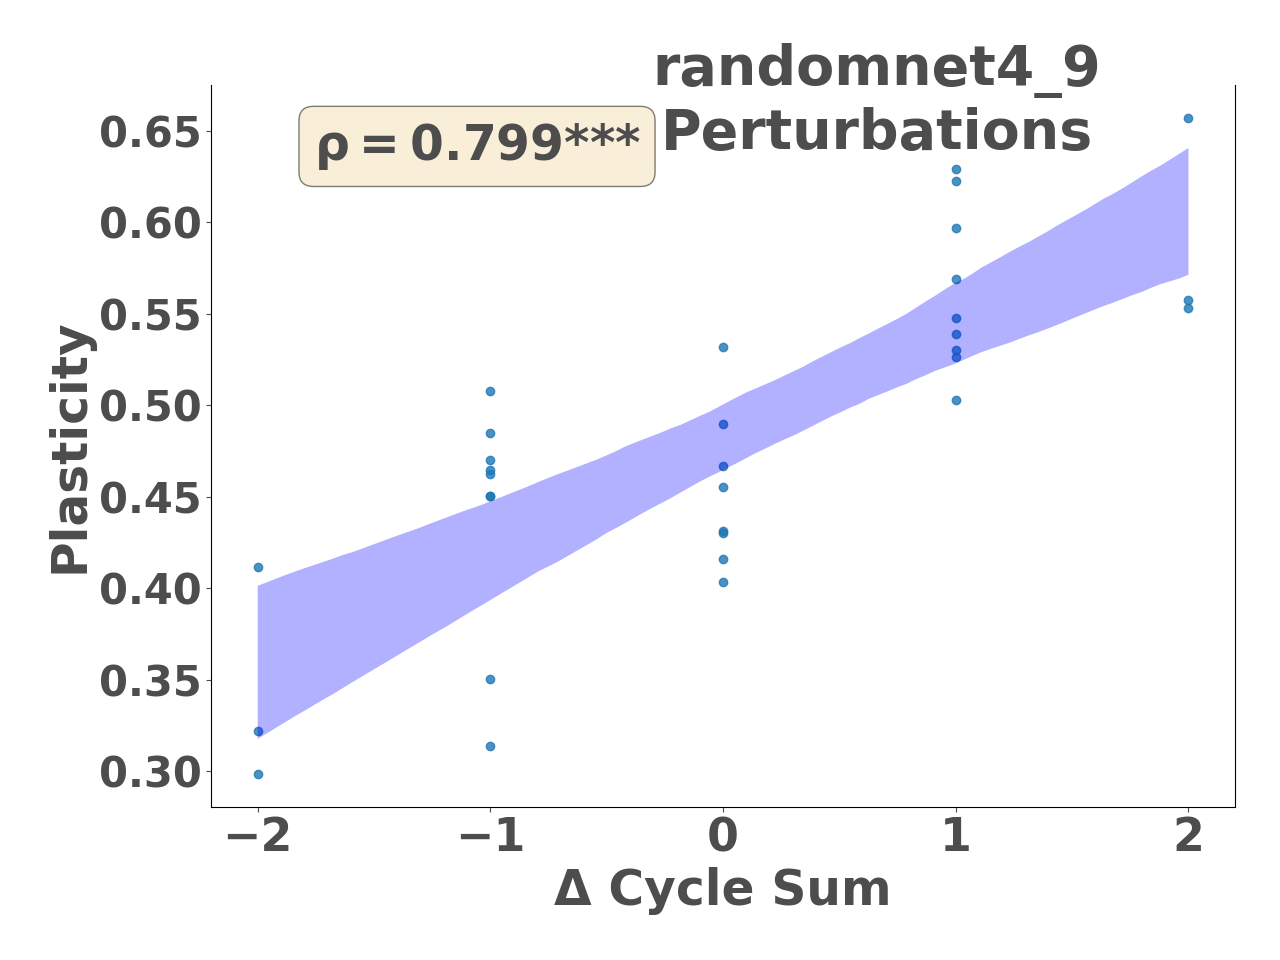 randomnet4_9
Perturbations
ρ = 0.799***
0.65
0.60
0.55
0.50
0.45
0.40
0.35
0.30
Plasticity
−2 −1 0 1 2
Δ Cycle Sum